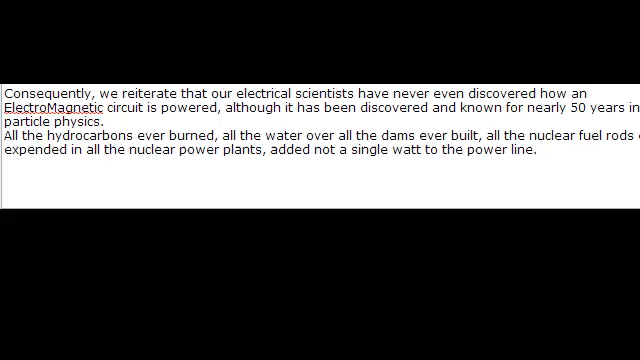 Consequently, we reiterate that our electrical scientists have never even discovered how an
ElectroMagnetic circuit is powered, although it has been discovered and known for nearly 50 years in
particle physics.
All the hydrocarbons ever burned, all the water over all the dams ever built, all the nuclear fuel rods
expended in all the nuclear power plants, added not a single watt to the power line.